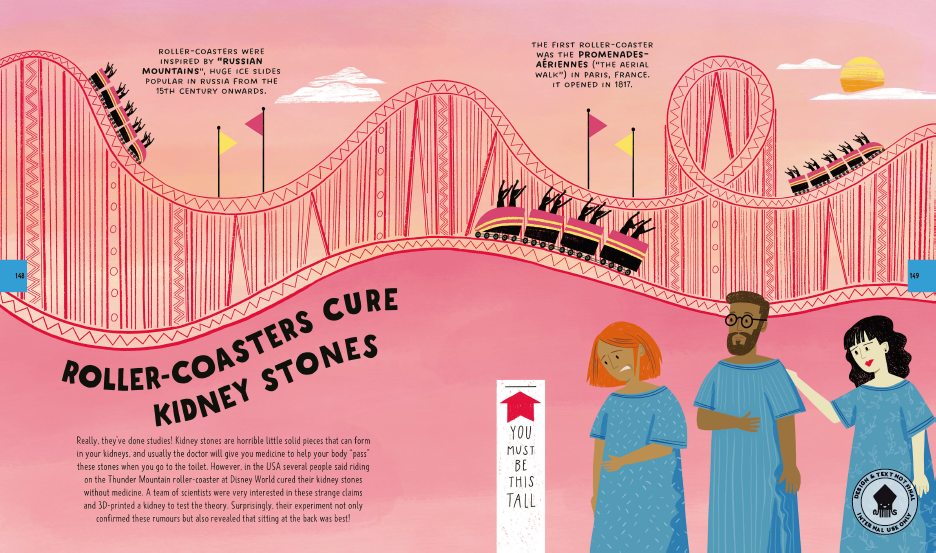 ROLLER-COASTERS WERE
INSPIRED BY "RUSSIAN
MOUNTAINS", HUGE ICE SLIDES
POPULAR IN RUSSIA FROM THE
15TH CENTURY ONWARDS.
THE FIRST ROLLER-COASTER
WAS THE PROMENADES-
AÉRIENNES ("THE AERIAL
WALK") IN PARIS, FRANCE.
IT OPENED IN 1817.
148
149
ROLLER-COASTERS CURE
KIDNEY STONES
Really, they've done studies! Kidney stones are horrible little solid pieces that can form
in your kidneys, and usually the doctor will give you medicine to help your body "pass"
these stones when you go to the toilet. However, in the USA several people said riding
on the Thunder Mountain roller-coaster at Disney World cured their kidney stones
without medicine. A team of scientists were very interested in these strange claims
and 3D-printed a kidney to test the theory. Surprisingly, their experiment not only
confirmed these rumours but also revealed that sitting at the back was best!
YOU
MUST
BE
THIS
TALL
DESIGN & TEXT NOT FINAL
INTERNAL USE ONLY